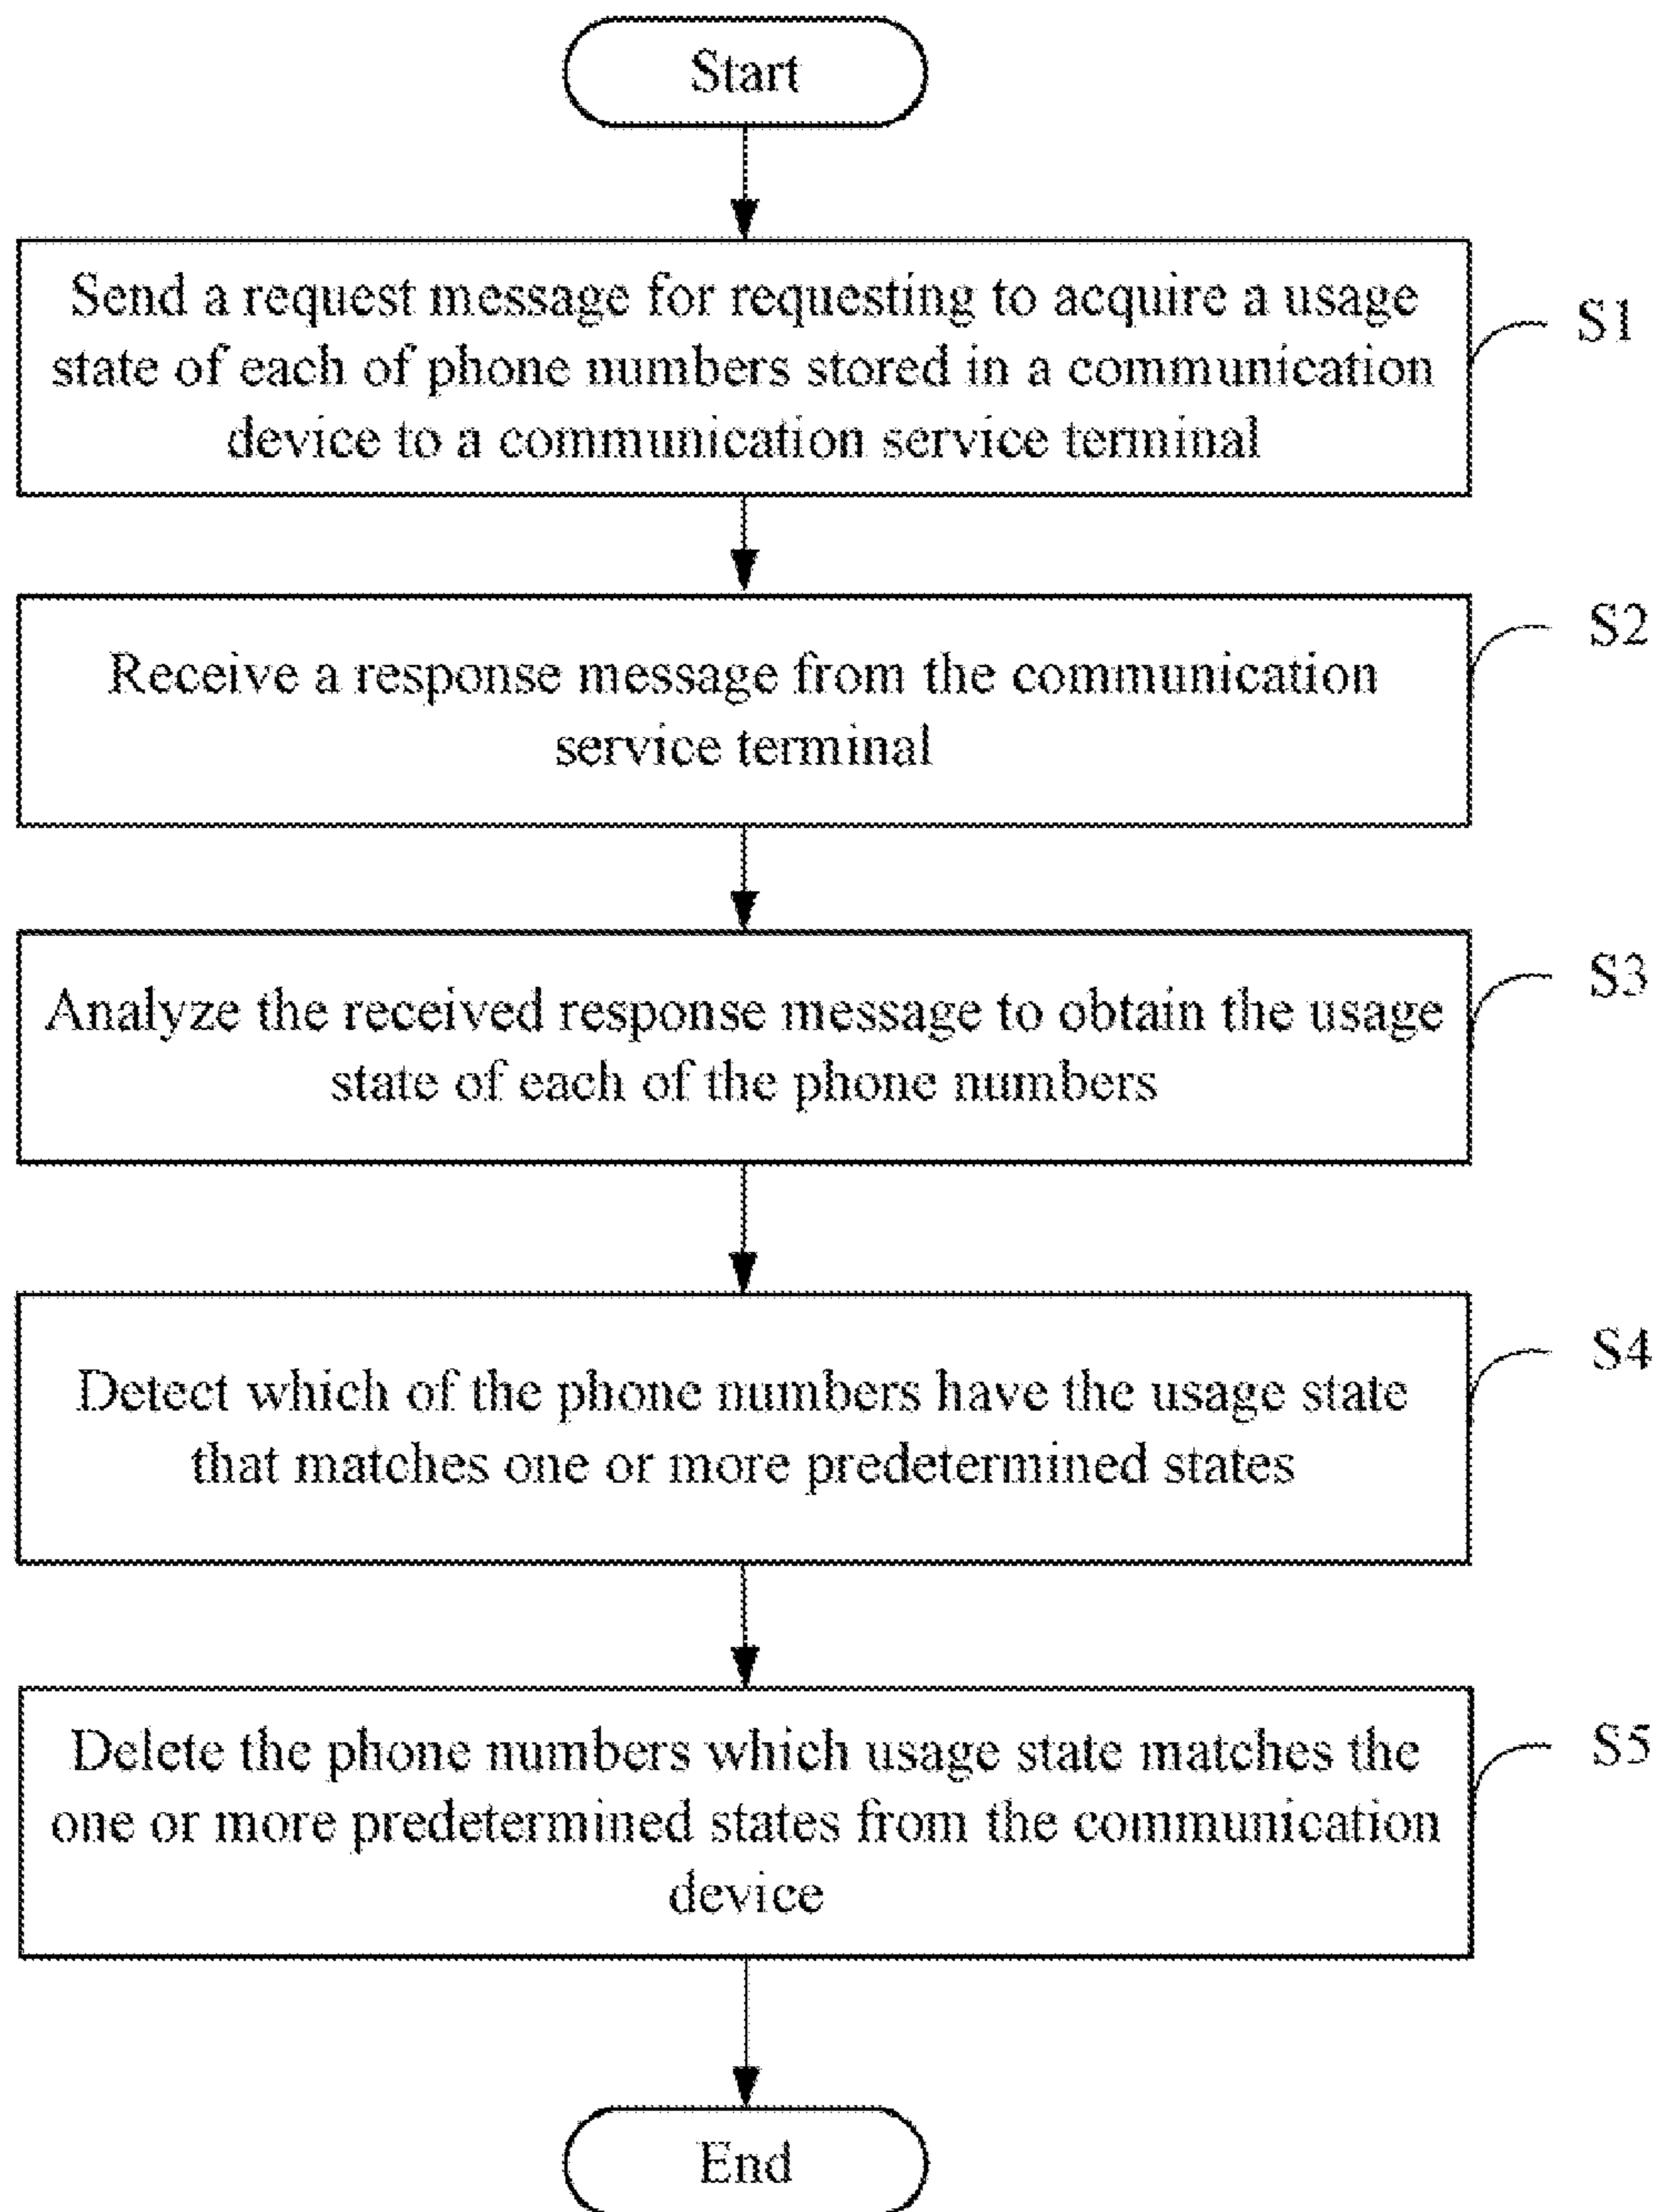 Start
Send a request message for requesting to acquire a usage
state of each of phone numbers stored in a communication
device to a communication service terminal
S1
Receive a response message from the communication
service terminal
S2
Analyze the received response message to obtain the usage
state of each of the phone numbers
S3
Detect which of the phone numbers have the usage state
that matches one or more predetermined states
S4
Delete the phone numbers which usage state matches the
one or more predetermined states from the communication
device
S5
End